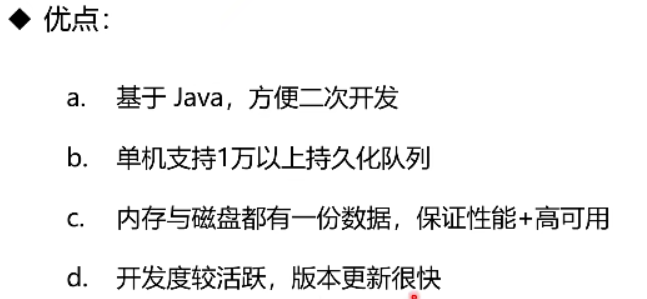 ◆ 优点：
a. 基于 Java，方便二次开发
b. 单机支持1万以上持久化队列
c. 内存与磁盘都有一份数据，保证性能+高可用
d. 开发度较活跃，版本更新很快